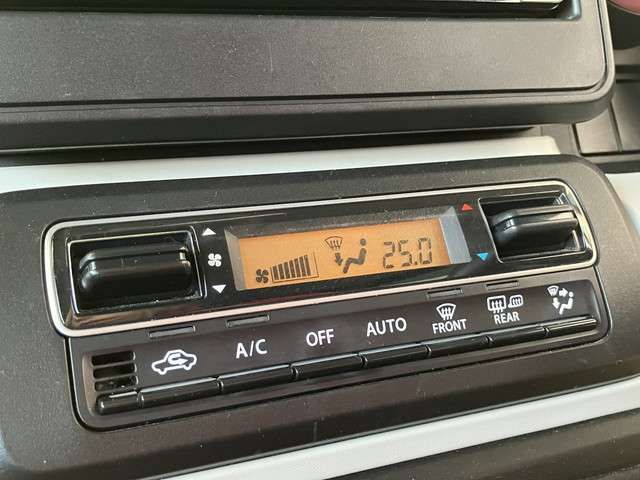 25.0
A/C OFF AUTO FRONT REAR